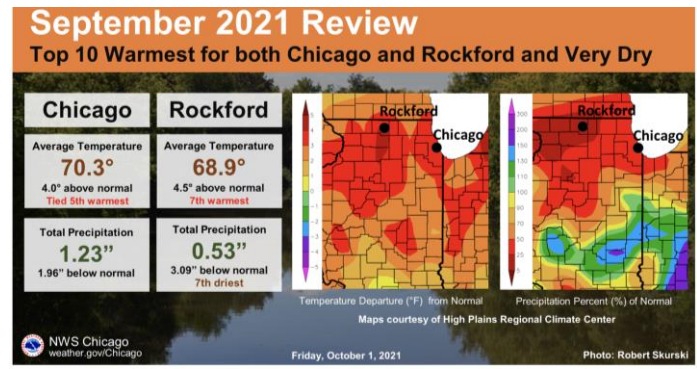 September 2021 Review
Top 10 Warmest for both Chicago and Rockford and Very Dry
Chicago
Average Temperature
70.3°
4.0° above normal
Tied 5th warmest
Total Precipitation
1.23”
1.96” below normal
Rockford
Average Temperature
68.9°
4.5° above normal
7th warmest
Total Precipitation
0.53”
3.09” below normal
7th driest
Rockford
Chicago
Temperature Departure (°F) from Normal
Rockford
Chicago
Precipitation Percent (%) of Normal
Maps courtesy of High Plains Regional Climate Center
NWS Chicago
weather.gov/Chicago
Friday, October 1, 2021
Photo: Robert Skurski